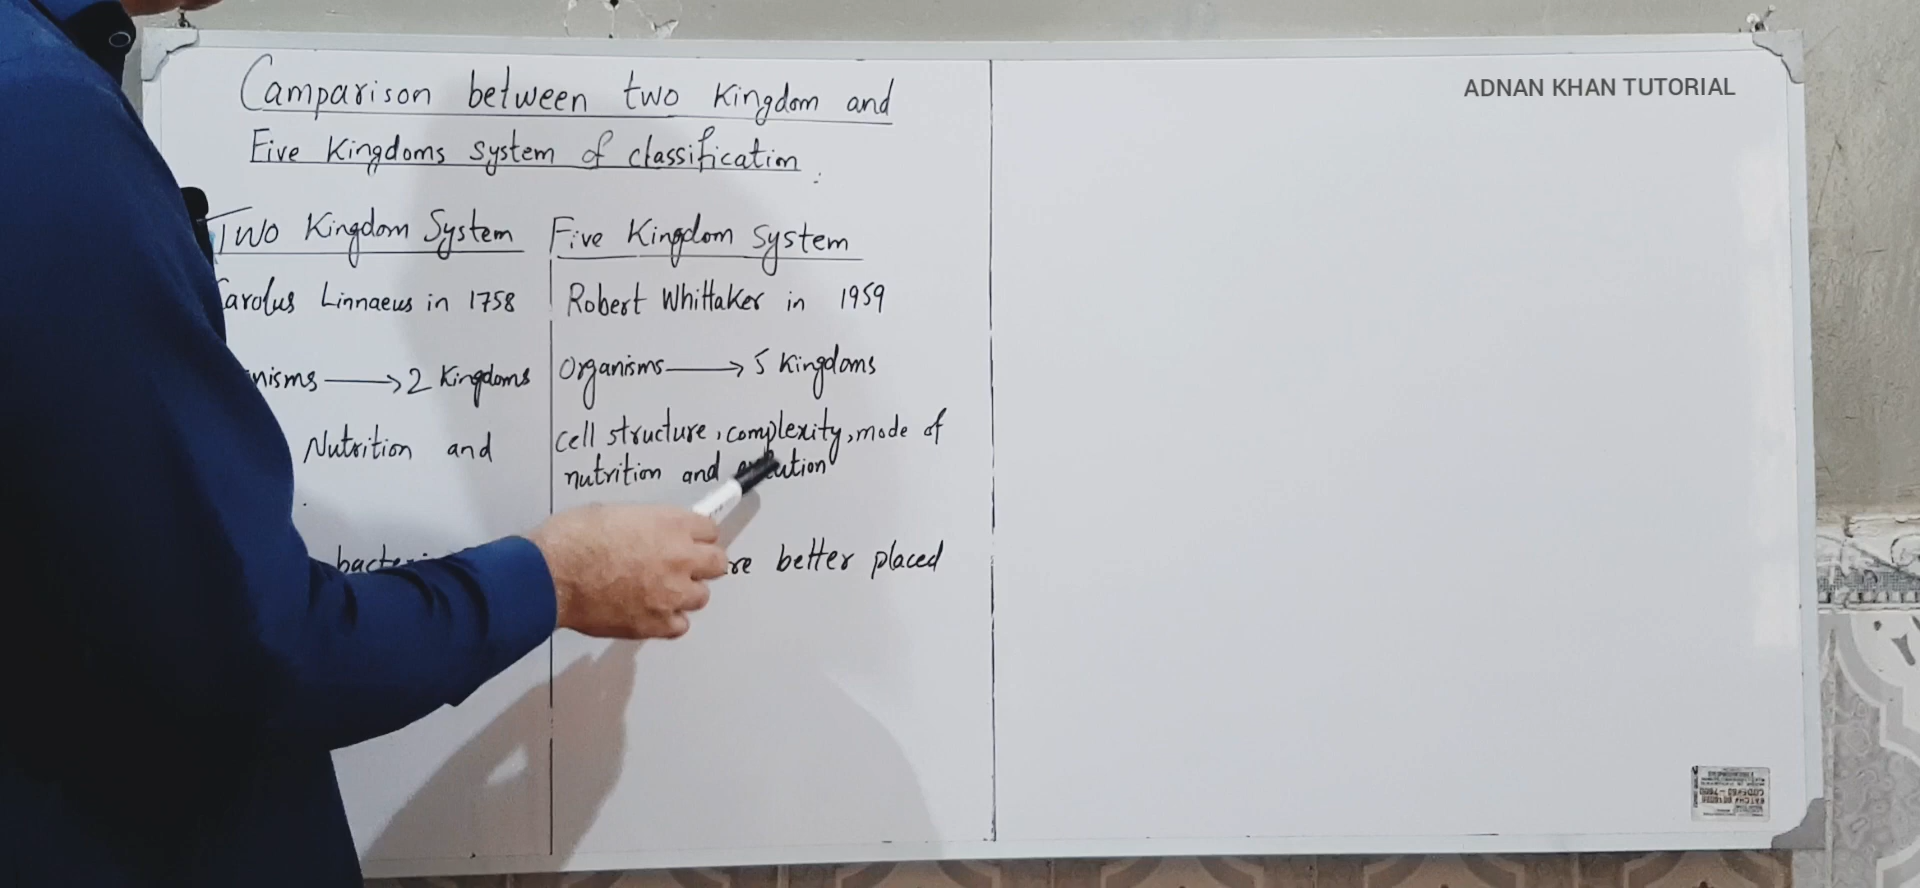 Camparison between two Kingdom and
Five Kingdoms system of classification :
Two Kingdom System
Carolus Linnaeus in 1758
nisms → 2 Kingdoms
Nutrition and
bacteri
Five Kingdom System
Robert Whittaker in 1959
Organisms → 5 Kingdoms
cell structure, complexity, mode of
nutrition and
re better placed
ADNAN KHAN TUTORIAL